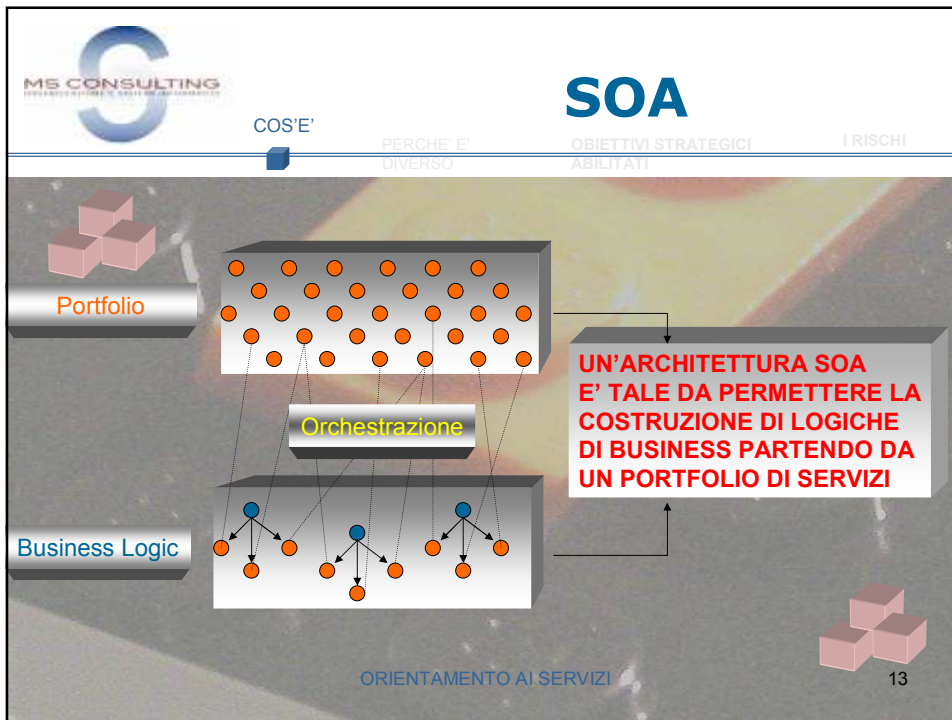 MS CONSULTING
SOA
COS'E'
PERCHE' E'
DIVERSO
OBIETTIVI STRATEGICI
ABILITATI
I RISCHI
Portfolio
Orchestrazione
Business Logic
UN'ARCHITETTURA SOA
E' TALE DA PERMETTERE LA
COSTRUZIONE DI LOGICHE
DI BUSINESS PARTENDO DA
UN PORTFOLIO DI SERVIZI
ORIENTAMENTO AI SERVIZI
13